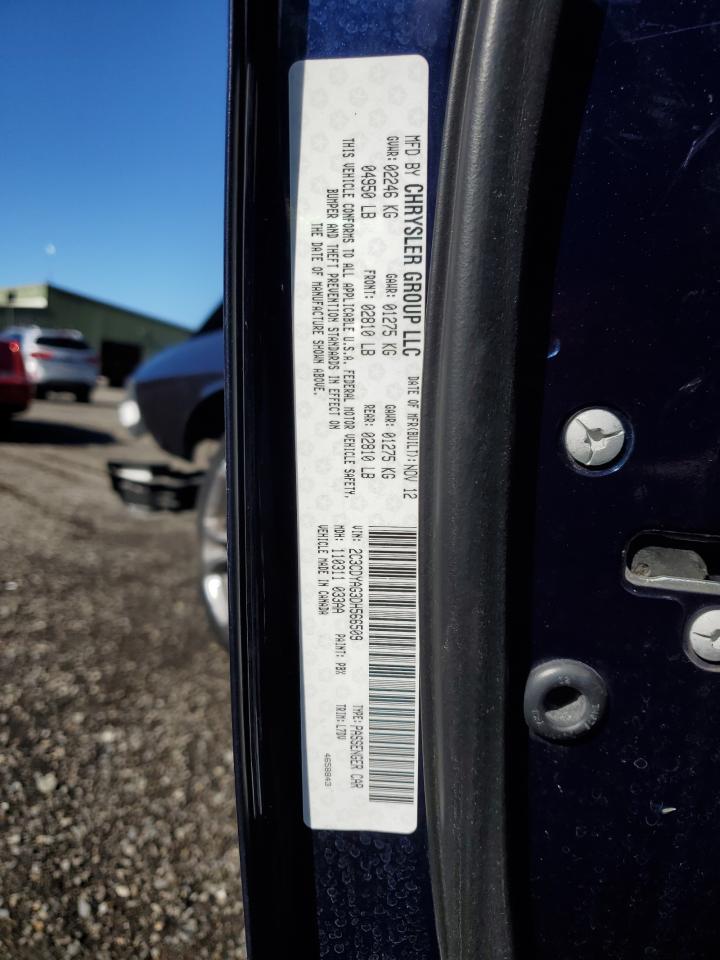 MFD BY CHRYSLER GROUP LLC DATE OF MFR(BUILT): NOV 12
GVWR: 02246 KG GAWR: 01275 KG GAWR: 01275 KG
04950 LB FRONT: 02810 LB REAR: 02810 LB
THIS VEHICLE CONFORMS TO ALL APPLICABLE U.S.A. FEDERAL MOTOR VEHICLE SAFETY,
BUMPER AND THEFT PREVENTION STANDARDS IN EFFECT ON
THE DATE OF MANUFACTURE SHOWN ABOVE.
VIN: 2C3CDYAG3DH566509 TYPE: PASSENGER CAR
MDH: 110311 033AA PAINT: PBX TRIM: L7DV
VEHICLE MADE IN CANADA 4658843